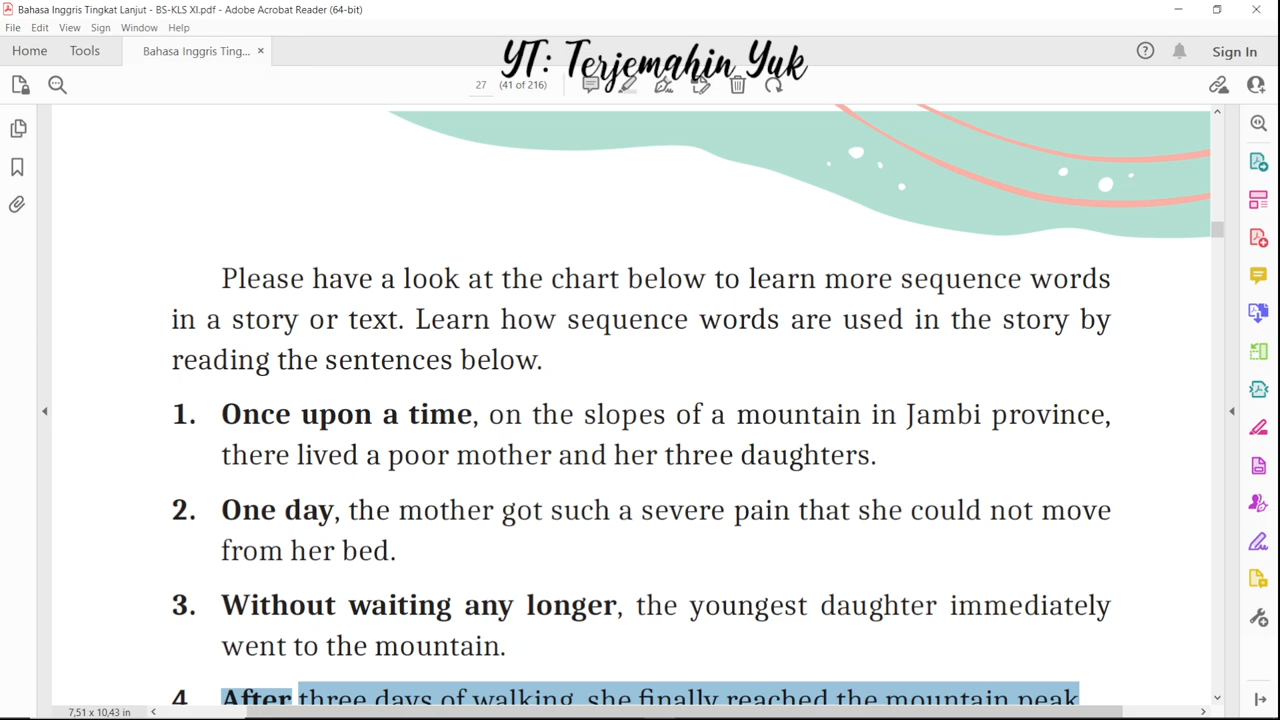 Bahasa Inggris Tingkat Lanjut - BS-KLS XI.pdf - Adobe Acrobat Reader (64-bit)
File Edit View Sign Window Help
YT: Terjemahin Yuk
Home Tools Bahasa Inggris Ting... × Sign In
27 (41 of 216)
Please have a look at the chart below to learn more sequence words
in a story or text. Learn how sequence words are used in the story by
reading the sentences below.
1. Once upon a time, on the slopes of a mountain in Jambi province,
there lived a poor mother and her three daughters.
2. One day, the mother got such a severe pain that she could not move
from her bed.
3. Without waiting any longer, the youngest daughter immediately
went to the mountain.
4 After three days of walking, she finally reached the mountain peak
7,51 x 10,43 in